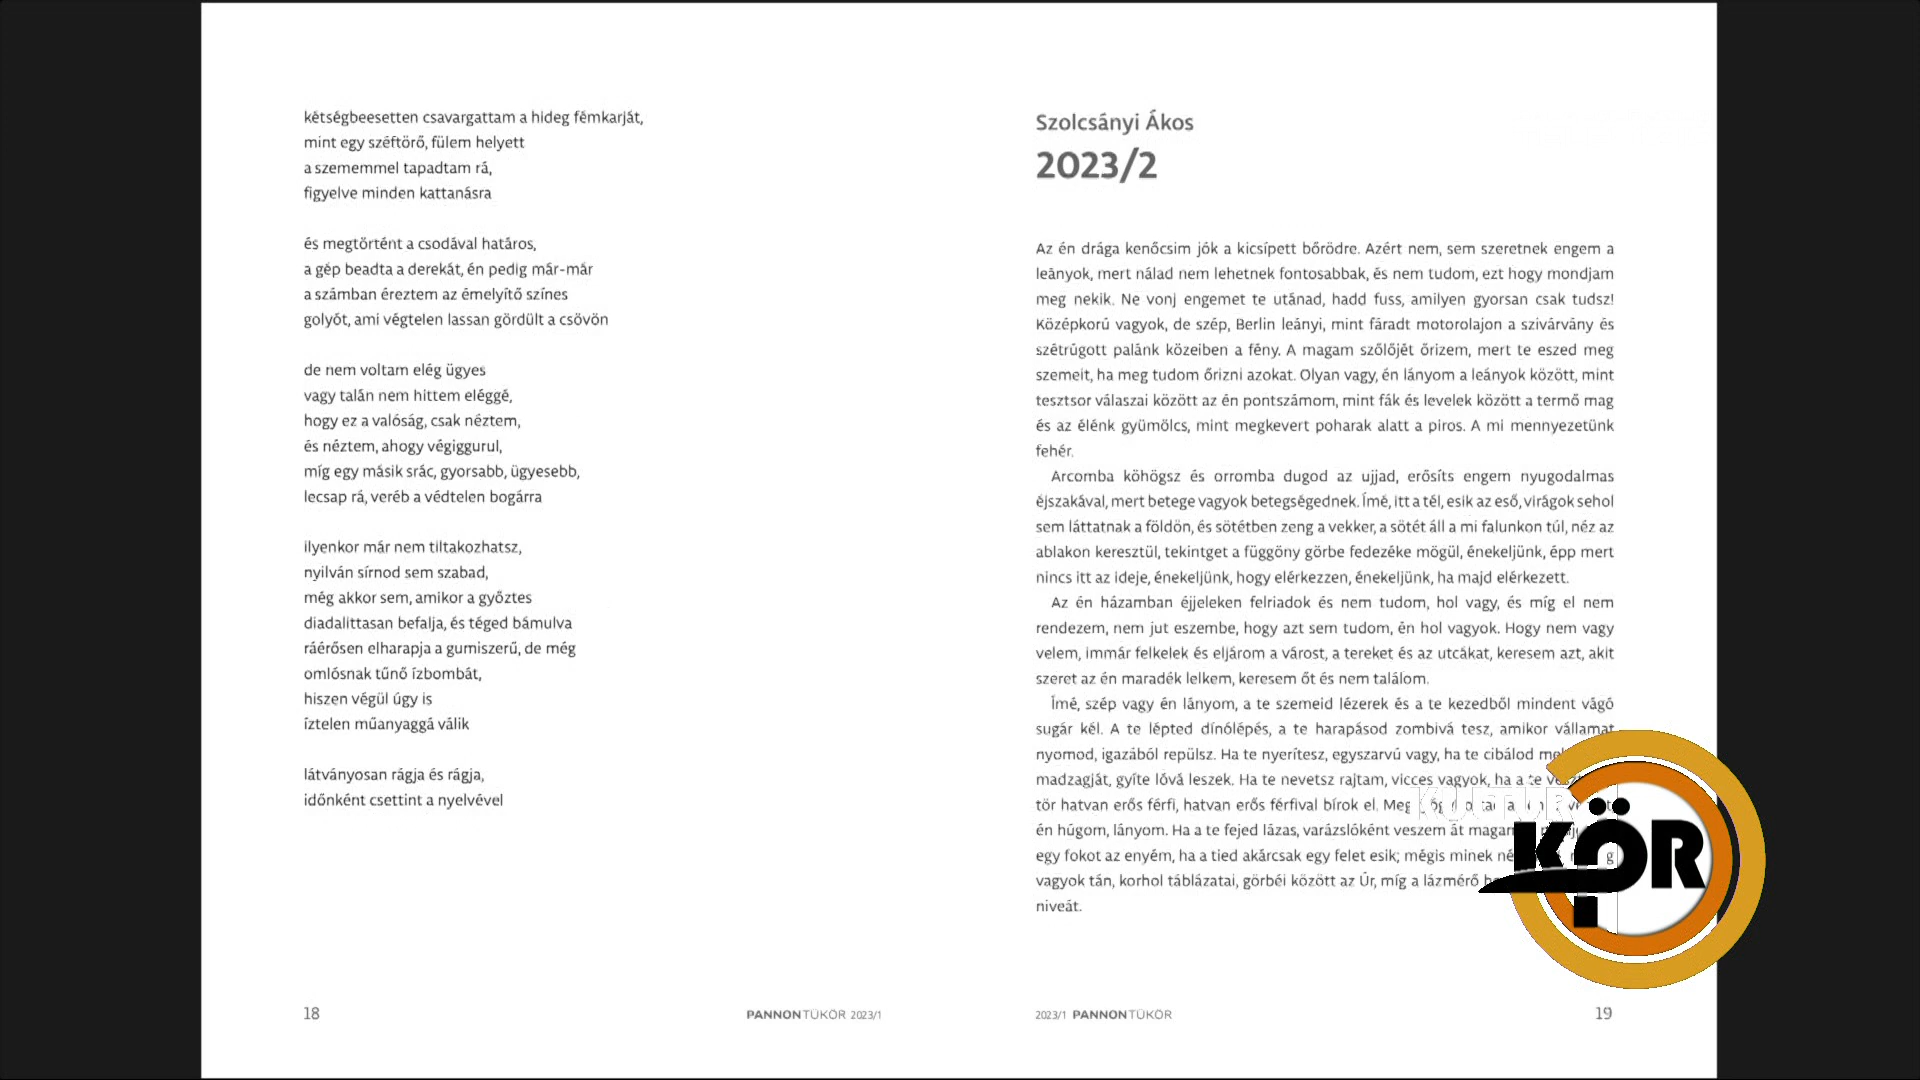 kétségbeesetten csavargattam a hideg fémkarját,
mint egy széftörő, fülem helyett
a szememmel tapadtam rá,
figyelve minden kattanásra
és megtörtént a csodával határos,
a gép beadta a derekát, én pedig már-már
a számban éreztem az émelyítő színes
golyót, ami végtelen lassan gördült a csövön
de nem voltam elég ügyes
vagy talán nem hittem eléggé,
hogy ez a valóság, csak néztem,
és néztem, ahogy végiggurul,
míg egy másik srác, gyorsabb, ügyesebb,
lecsap rá, veréb a védtelen bogárra
ilyenkor már nem tiltakozhatsz,
nyilván sírnod sem szabad,
még akkor sem, amikor a győztes
diadalittasan befalja, és téged bámulva
ráérősen elharapja a gumiszerű, de még
omlósnak tűnő ízbombát,
hiszen végül úgy is
íztelen műanyaggá válik
látványosan rágja és rágja,
időnként csettint a nyelvével
18
PANNONTÜKÖR 2023/1
Szolcsányi Ákos
2023/2
Az én drága kenőcsim jók a kicsípett bőrödre. Azért nem, sem szeretnek engem a
leányok, mert nálad nem lehetnek fontosabbak, és nem tudom, ezt hogy mondjam
meg nekik. Ne vonj engemet te utánad, hadd fuss, amilyen gyorsan csak tudsz!
Középkorú vagyok, de szép, Berlin leányi, mint fáradt motorolajon a szivárvány és
szétrúgott palánk közeiben a fény. A magam szőlőjét őrizem, mert te eszed meg
szemeit, ha meg tudom őrizni azokat. Olyan vagy, én lányom a leányok között, mint
tesztsor válaszai között az én pontszámom, mint fák és levelek között a termő mag
és az élénk gyümölcs, mint megkevert poharak alatt a piros. A mi mennyezetünk
fehér.
Arcomba köhögsz és orromba dugod az ujjad, erősíts engem nyugodalmas
éjszakával, mert betege vagyok betegségednek. Ímé, itt a tél, esik az eső, virágok sehol
sem láttatnak a földön, és sötétben zeng a vekker, a sötét áll a mi falunkon túl, néz az
ablakon keresztül, tekintget a függöny görbe fedezéke mögül, énekeljünk, épp mert
nincs itt az ideje, énekeljünk, hogy elérkezzen, énekeljünk, ha majd elérkezett.
Az én házamban éjjeleken felriadok és nem tudom, hol vagy, és míg el nem
rendezem, nem jut eszembe, hogy azt sem tudom, én hol vagyok. Hogy nem vagy
velem, immár felkelek és eljárom a várost, a tereket és az utcákat, keresem azt, akit
szeret az én maradék lelkem, keresem őt és nem találom.
Ímé, szép vagy én lányom, a te szemeid lézerek és a te kezedből mindent vágó
sugár kél. A te lépted dínólépés, a te harapásod zombivá tesz, amikor vállamat
nyomod, igazából repülsz. Ha te nyerítesz, egyszarvú vagy, ha te cibálod
madzagját, gyíte lóvá leszek. Ha te nevetsz rajtam, vicces vagyok, ha a te
tör hatvan erős férfi, hatvan erős férfival bírok el.
én húgom, lányom. Ha a te fejed lázas, varázslóként veszem át
egy fokot az enyém, ha a tied akárcsak egy felet esik; mégis minek
vagyok tán, korhol táblázatai, görbéi között az Úr, míg a lázmérő
niveát.
KULTÚR
KÖR
2023/1 PANNONTÜKÖR
19